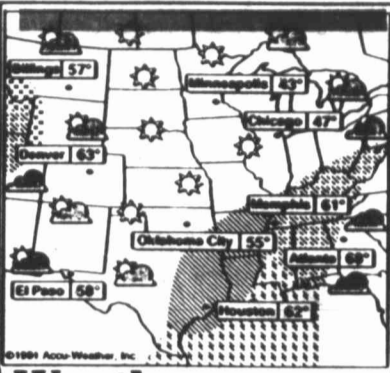 Billings 57°
Minneapolis 43°
Chicago 47°
Denver 63°
Memphis 61°
Oklahoma City 55°
Atlanta 69°
El Paso 58°
Houston 62°
©1991 Accu-Weather, Inc